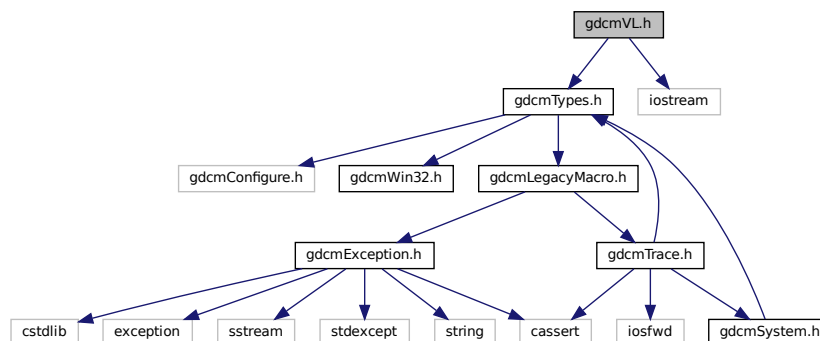 gdcmVL.h
gdcmTypes.h
iostream
gdcmConfigure.h
gdcmWin32.h
gdcmLegacyMacro.h
gdcmException.h
gdcmTrace.h
cstdlib
exception
sstream
stdexcept
string
cassert
iosfwd
gdcmSystem.h